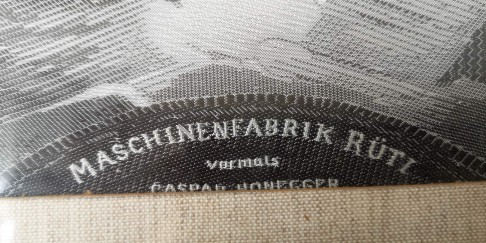 MASCHINENFABRIK RÜTI
vormals
CASPAR HONEGGER